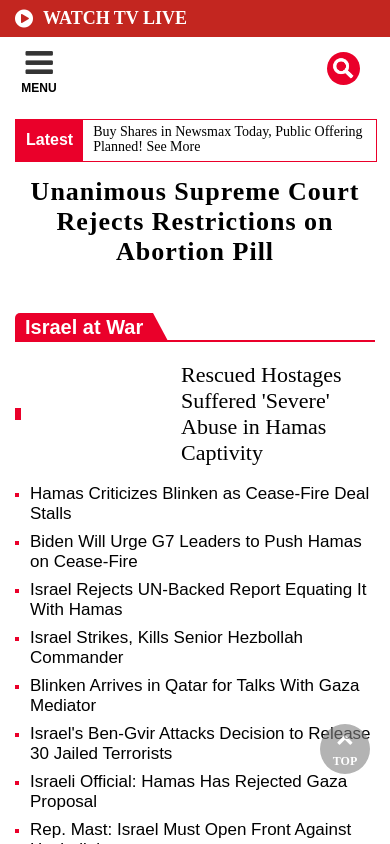 WATCH TV LIVE
MENU
Latest
Buy Shares in Newsmax Today, Public Offering
Planned! See More
Unanimous Supreme Court
Rejects Restrictions on
Abortion Pill
Israel at War
Rescued Hostages
Suffered 'Severe'
Abuse in Hamas
Captivity
Hamas Criticizes Blinken as Cease-Fire Deal
Stalls
Biden Will Urge G7 Leaders to Push Hamas
on Cease-Fire
Israel Rejects UN-Backed Report Equating It
With Hamas
Israel Strikes, Kills Senior Hezbollah
Commander
Blinken Arrives in Qatar for Talks With Gaza
Mediator
Israel's Ben-Gvir Attacks Decision to Release
30 Jailed Terrorists
TOP
Israeli Official: Hamas Has Rejected Gaza
Proposal
Rep. Mast: Israel Must Open Front Against